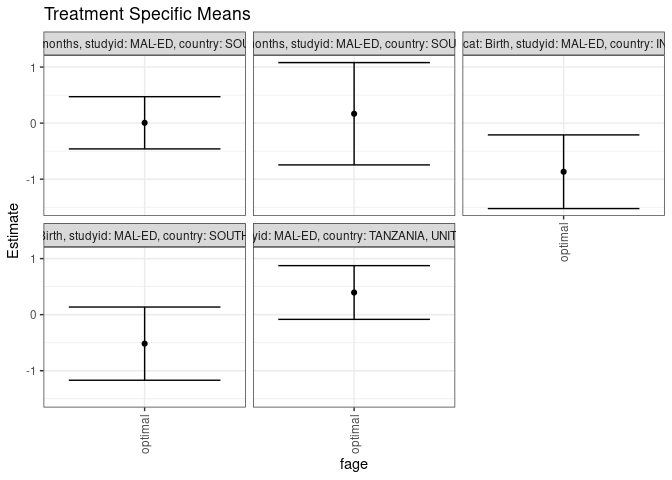 Treatment Specific Means
months, studyid: MAL-ED, country: SOU
onths, studyid: MAL-ED, country: SOU
cat: Birth, studyid: MAL-ED, country: IN
1
0
-1
optimal
Birth, studyid: MAL-ED, country: SOUTH
yid: MAL-ED, country: TANZANIA, UNIT
1
0
-1
optimal
optimal
Estimate
fage